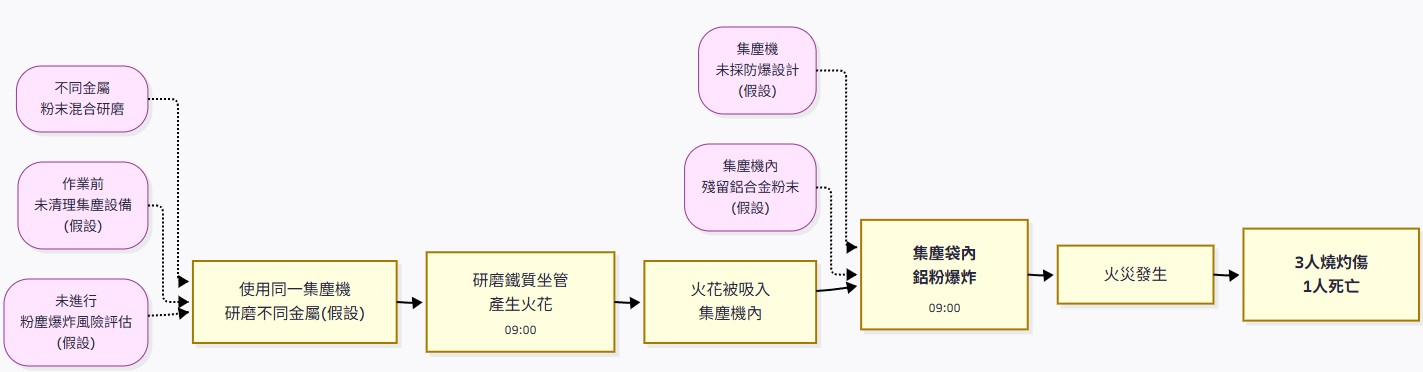 不同金屬
粉末混合研磨
作業前
未清理集塵設備
(假設)
未進行
粉塵爆炸風險評估
(假設)
使用同一集塵機
研磨不同金屬(假設)
研磨鐵質坐管
產生火花
09:00
火花被吸入
集塵機內
集塵機
未採防爆設計
(假設)
集塵機內
殘留鋁合金粉末
(假設)
集塵袋內
鋁粉爆炸
09:00
火災發生
3人燒灼傷
1人死亡